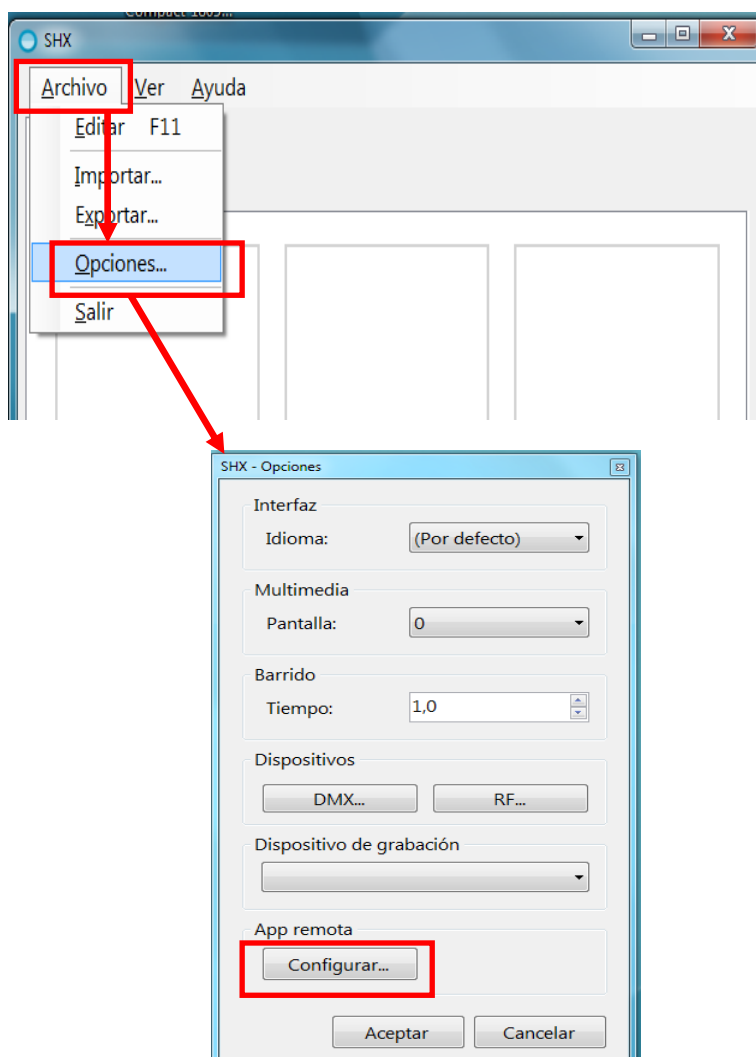 SHX
Archivo Ver Ayuda
Editar F11
Importar...
Exportar...
Opciones...
Salir
SHX - Opciones
Interfaz
Idioma: (Por defecto)
Multimedia
Pantalla: 0
Barrido
Tiempo: 1,0
Dispositivos
DMX... RF...
Dispositivo de grabación
App remota
Configurar...
Aceptar Cancelar